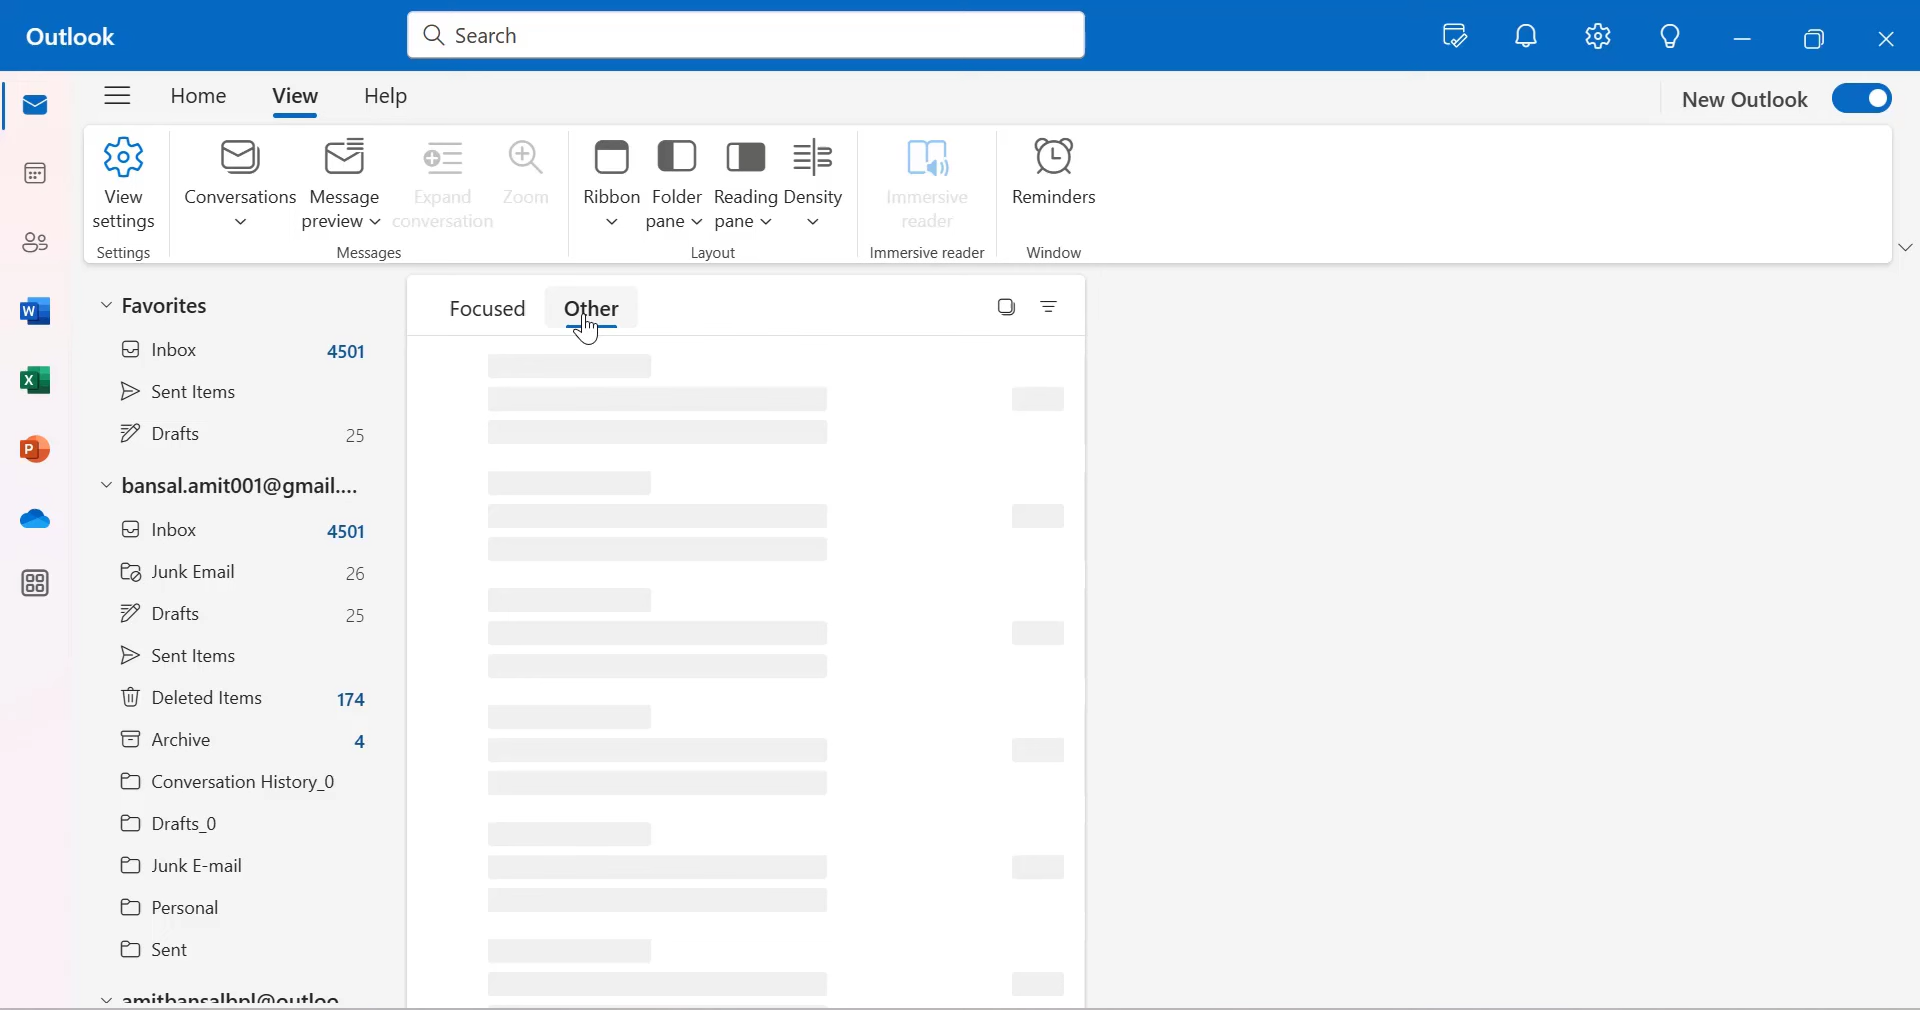 Outlook
Search
Home View Help
New Outlook
View settings
Conversations
Message preview
Expand conversation
Zoom
Ribbon
Folder pane
Reading pane
Density
Immersive reader
Reminders
Settings
Messages
Layout
Immersive reader
Window
Favorites
Inbox 4501
Sent Items
Drafts 25
bansal.amit001@gmail....
Inbox 4501
Junk Email 26
Drafts 25
Sent Items
Deleted Items 174
Archive 4
Conversation History_0
Drafts_0
Junk E-mail
Personal
Sent
amitbansalbpl@outloo
Focused Other